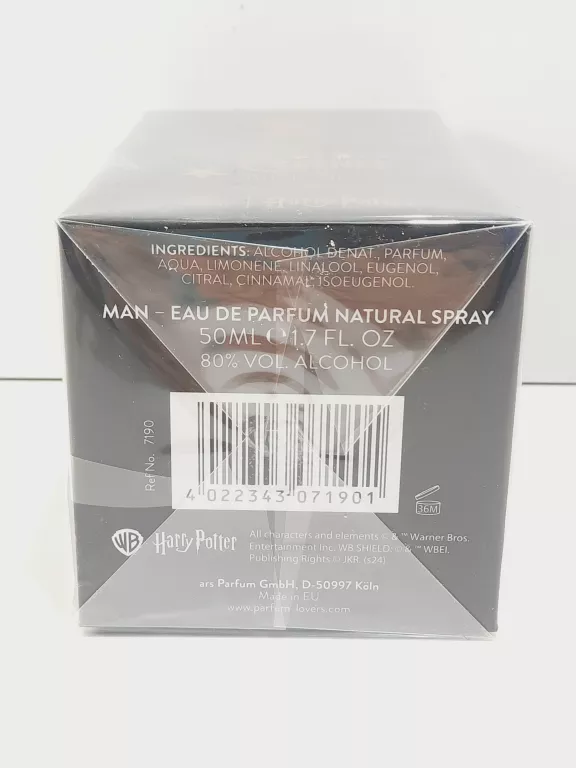 Harry Potter
INGREDIENTS: ALCOHOL DENAT., PARFUM,
AQUA, LIMONENE, LINALOOL, EUGENOL,
CITRAL, CINNAMAL, ISOEUGENOL.
MAN – EAU DE PARFUM NATURAL SPRAY
50ML ℮ 1.7 FL. OZ
80% VOL. ALCOHOL
Ref No. 7190
4 022343 071901
36M
WB Harry Potter
All characters and elements © & ™ Warner Bros.
Entertainment Inc. WB SHIELD: © & ™ WBEI.
Publishing Rights © JKR. (s24)
ars Parfum GmbH, D-50997 Köln
Made in EU
www.parfum-lovers.com